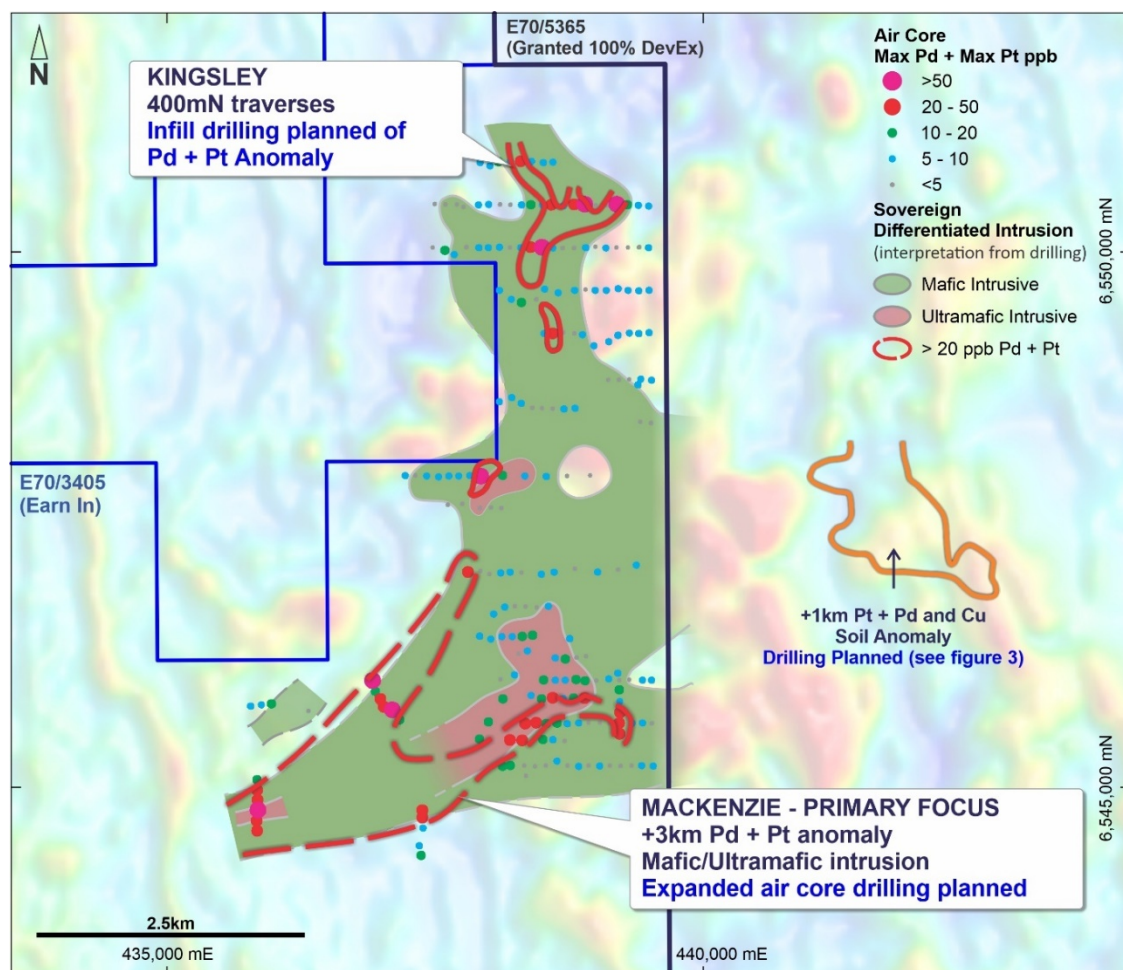 N
E70/5365
(Granted 100% DevEx)
KINGSLEY
400mN traverses
Infill drilling planned of
Pd + Pt Anomaly
Air Core
Max Pd + Max Pt ppb
>50
20 - 50
10 - 20
5 - 10
<5
Sovereign
Differentiated Intrusion
(interpretation from drilling)
Mafic Intrusive
Ultramafic Intrusive
> 20 ppb Pd + Pt
6,550,000 mN
E70/3405
(Earn In)
+1km Pt + Pd and Cu
Soil Anomaly
Drilling Planned (see figure 3)
MACKENZIE - PRIMARY FOCUS
+3km Pd + Pt anomaly
Mafic/Ultramafic intrusion
Expanded air core drilling planned
6,545,000 mN
2.5km
435,000 mE
440,000 mE